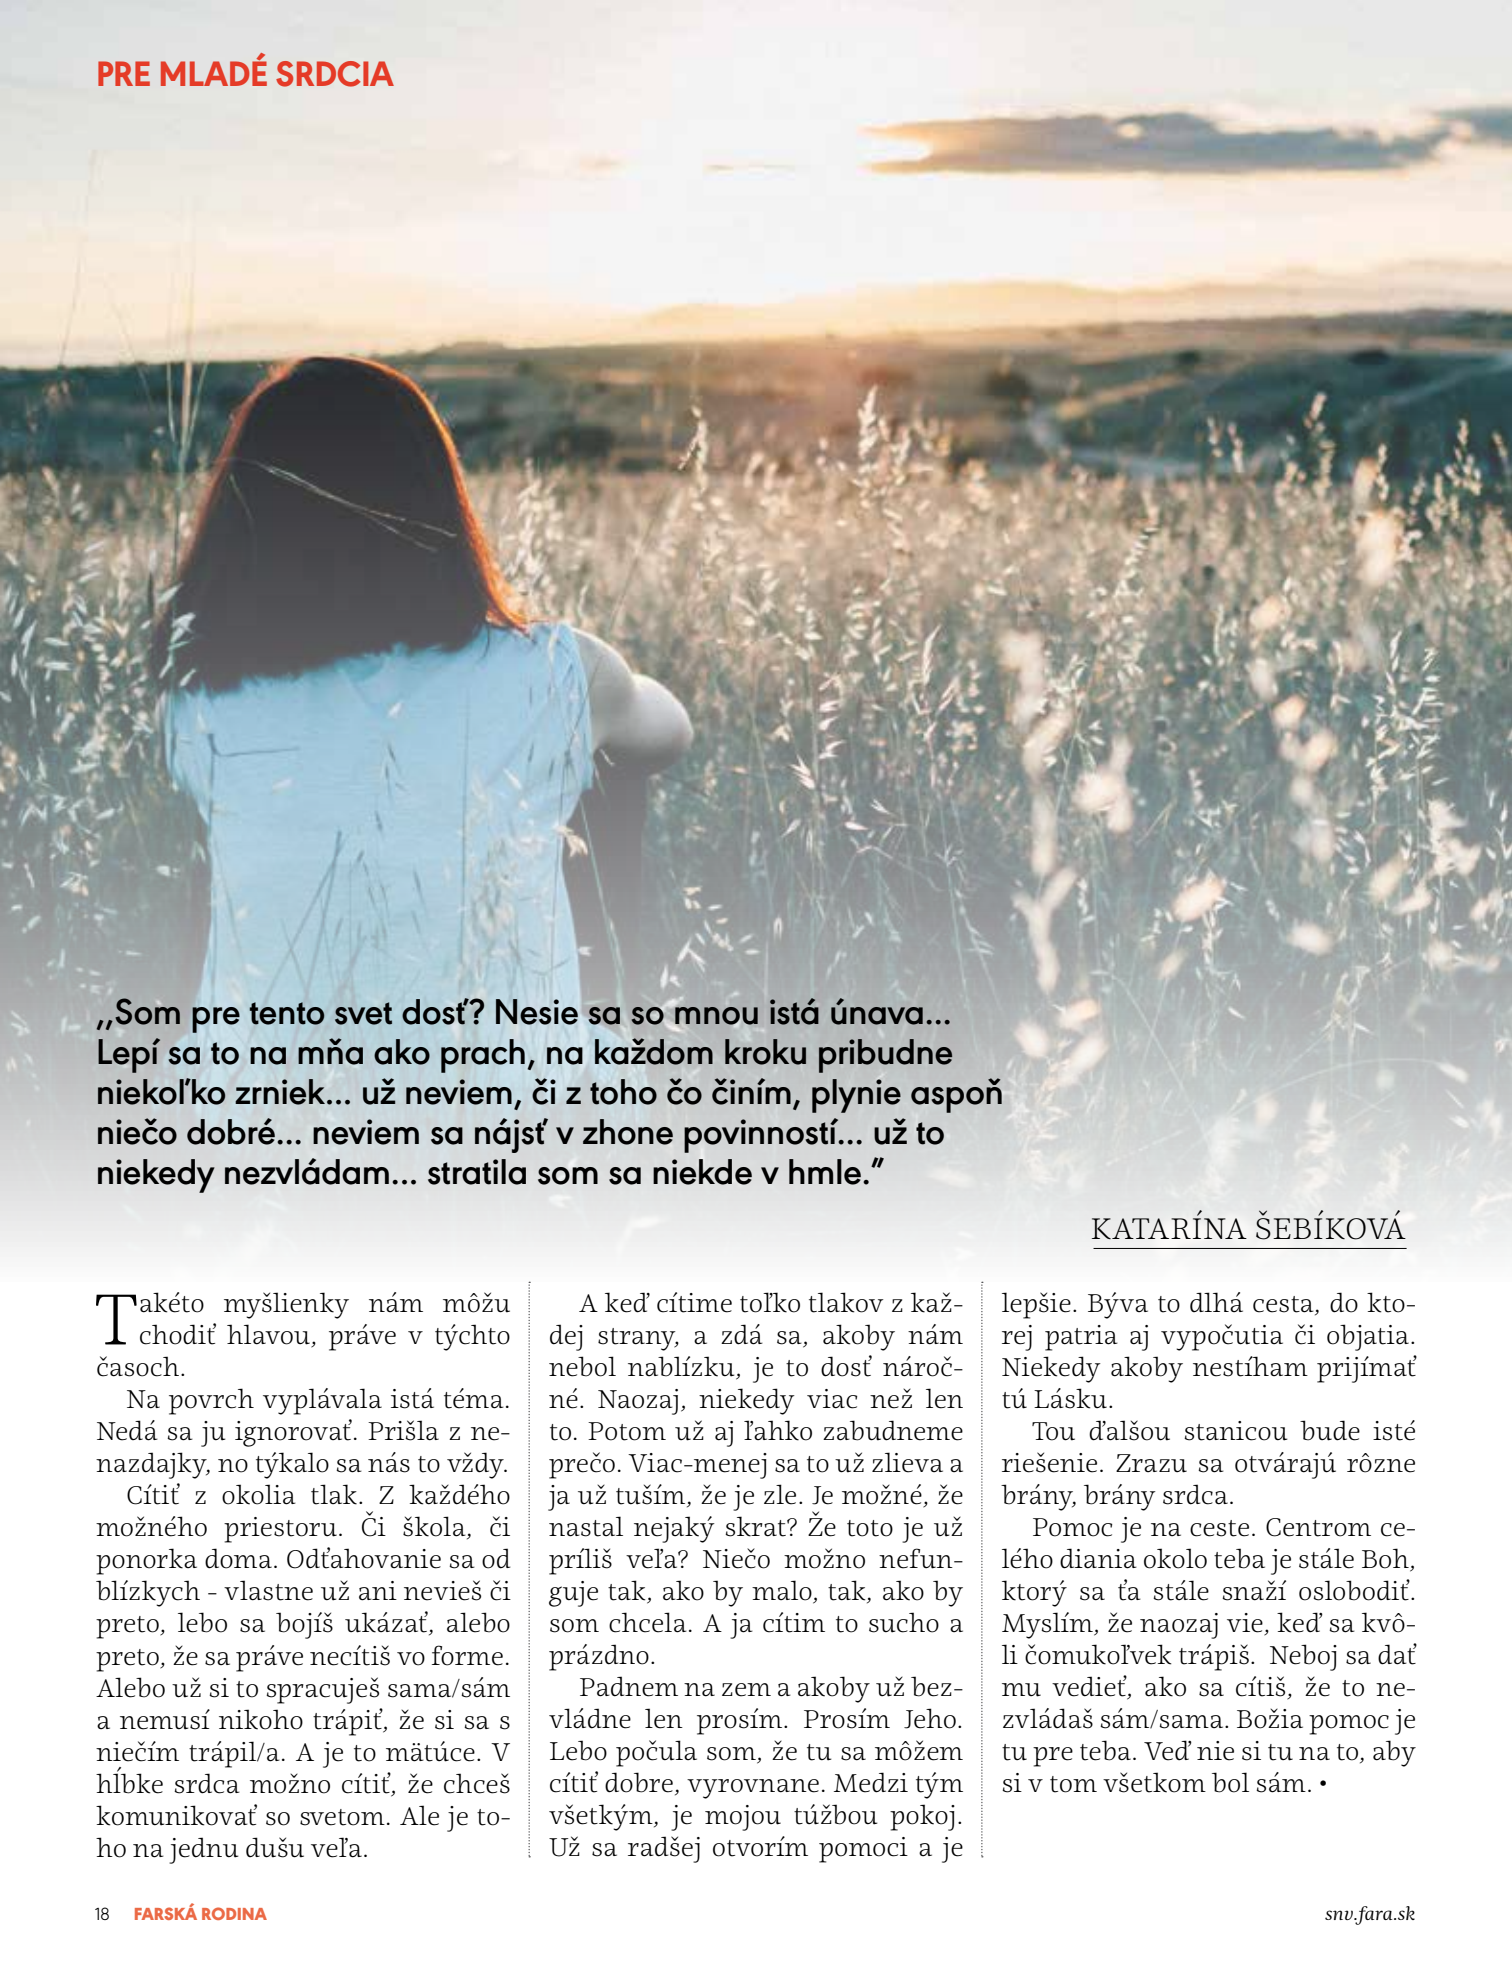 PRE MLADÉ SRDCIA
,,Som pre tento svet dosť? Nesie sa so mnou istá únava...
Lepí sa to na mňa ako prach, na každom kroku pribudne
niekoľko zrniek... už neviem, či z toho čo činím, plynie aspoň
niečo dobré... neviem sa nájsť v zhone povinností... už to
niekedy nezvládam... stratila som sa niekde v hmle.”
KATARÍNA ŠEBÍKOVÁ
Takéto myšlienky nám môžu
chodiť hlavou, práve v týchto
časoch.
Na povrch vyplávala istá téma.
Nedá sa ju ignorovať. Prišla z ne-
nazdajky, no týkalo sa nás to vždy.
Cítiť z okolia tlak. Z každého
možného priestoru. Či škola, či
ponorka doma. Odťahovanie sa od
blízkych - vlastne už ani nevieš či
preto, lebo sa bojíš ukázať, alebo
preto, že sa práve necítiš vo forme.
Alebo už si to spracuješ sama/sám
a nemusí nikoho trápiť, že si sa s
niečím trápil/a. A je to mätúce. V
hĺbke srdca možno cítiť, že chceš
komunikovať so svetom. Ale je to-
ho na jednu dušu veľa.
A keď cítime toľko tlakov z kaž-
dej strany, a zdá sa, akoby nám
nebol nablízku, je to dosť nároč-
né. Naozaj, niekedy viac než len
to. Potom už aj ľahko zabudneme
prečo. Viac-menej sa to už zlieva a
ja už tuším, že je zle. Je možné, že
nastal nejaký skrat? Že toto je už
príliš veľa? Niečo možno nefun-
guje tak, ako by malo, tak, ako by
som chcela. A ja cítim to sucho a
prázdno.
Padnem na zem a akoby už bez-
vládne len prosím. Prosím Jeho.
Lebo počula som, že tu sa môžem
cítiť dobre, vyrovnane. Medzi tým
všetkým, je mojou túžbou pokoj.
Už sa radšej otvorím pomoci a je
lepšie. Býva to dlhá cesta, do kto-
rej patria aj vypočutia či objatia.
Niekedy akoby nestíham prijímať
tú Lásku.
Tou ďalšou stanicou bude isté
riešenie. Zrazu sa otvárajú rôzne
brány, brány srdca.
Pomoc je na ceste. Centrom ce-
lého diania okolo teba je stále Boh,
ktorý sa ťa stále snaží oslobodiť.
Myslím, že naozaj vie, keď sa kvô-
li čomukoľvek trápiš. Neboj sa dať
mu vedieť, ako sa cítiš, že to ne-
zvládaš sám/sama. Božia pomoc je
tu pre teba. Veď nie si tu na to, aby
si v tom všetkom bol sám. •
18 FARSKÁ RODINA
snv.fara.sk